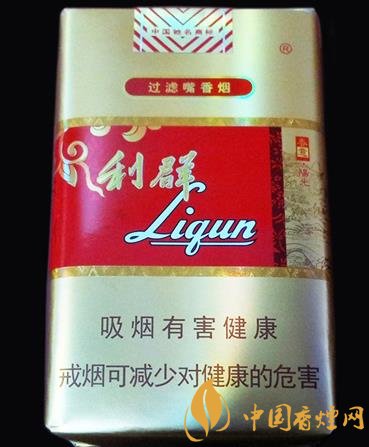 中国驰名商标
®
过滤嘴香烟
利群
Liqun
吸烟有害健康
戒烟可减少对健康的危害
中国香烟网